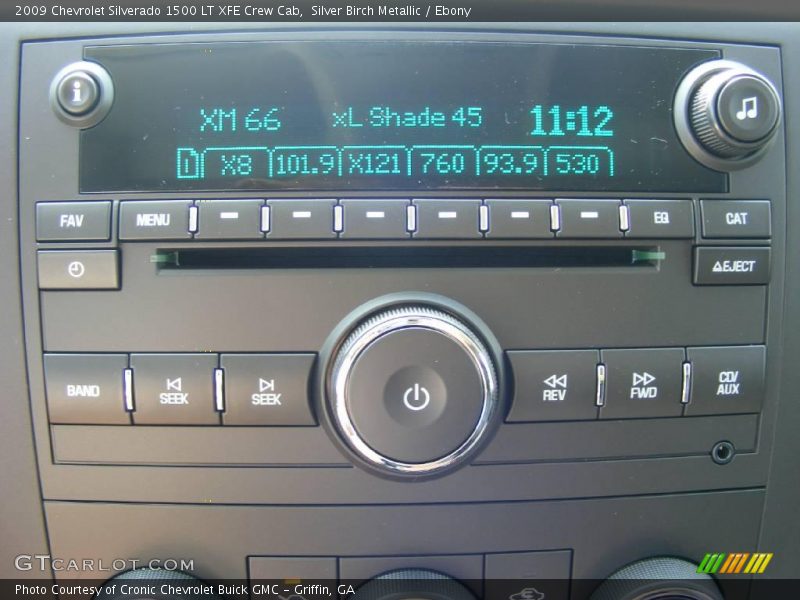 2009 Chevrolet Silverado 1500 LT XFE Crew Cab, Silver Birch Metallic / Ebony
i
XM 66 xL Shade 45 11:12
X8 101.9 X121 760 93.9 530
FAV MENU EQ CAT
EJECT
BAND SEEK SEEK REV FWD CD/
AUX
GTCARLOT.COM
Photo Courtesy of Cronic Chevrolet Buick GMC – Griffin, GA